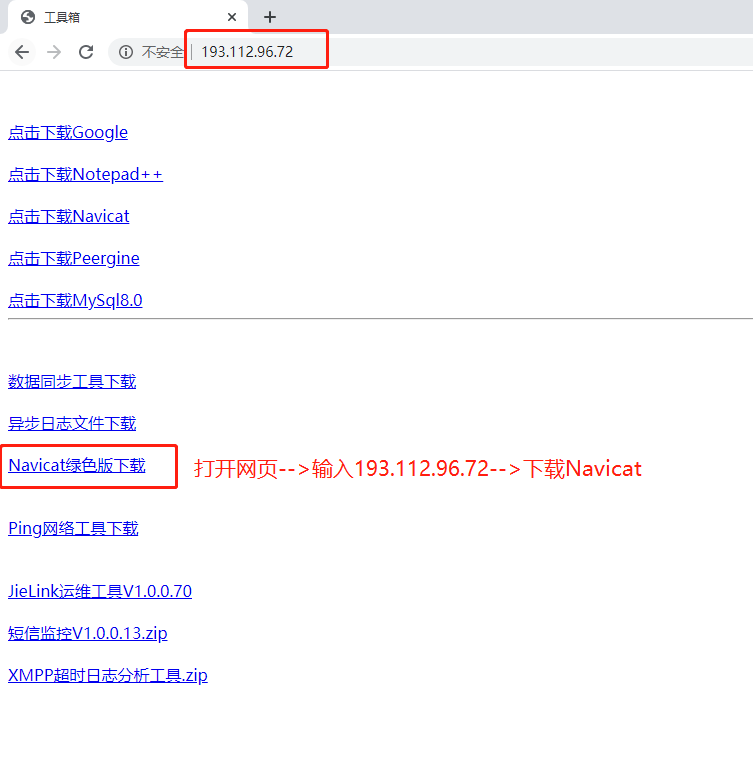 工具箱
不安全 | 193.112.96.72
点击下载Google
点击下载Notepad++
点击下载Navicat
点击下载Peergine
点击下载MySql8.0
数据同步工具下载
异步日志文件下载
Navicat绿色版下载 打开网页-->输入193.112.96.72-->下载Navicat
Ping网络工具下载
JieLink运维工具V1.0.0.70
短信监控V1.0.0.13.zip
XMPP超时日志分析工具.zip